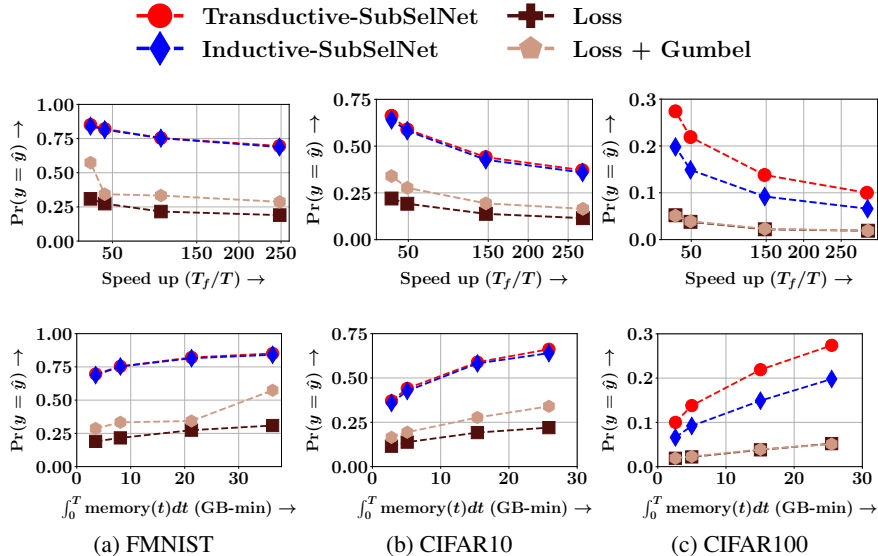 Transductive-SubSelNet
Loss
Inductive-SubSelNet
Loss + Gumbel
Pr(y = ŷ) →
1.00
0.75
0.50
0.25
0.00
50 100 150 200 250
Speed up (T_f/T) →
Pr(y = ŷ) →
0.75
0.50
0.25
0.00
50 100 150 200 250
Speed up (T_f/T) →
Pr(y = ŷ) →
0.3
0.2
0.1
0.0
50 100 150 200 250
Speed up (T_f/T) →
Pr(y = ŷ) →
1.00
0.75
0.50
0.25
0.00
0 10 20 30
∫_0^T memory(t)dt (GB-min) →
Pr(y = ŷ) →
0.75
0.50
0.25
0.00
0 10 20 30
∫_0^T memory(t)dt (GB-min) →
Pr(y = ŷ) →
0.3
0.2
0.1
0.0
0 10 20 30
∫_0^T memory(t)dt (GB-min) →
(a) FMNIST
(b) CIFAR10
(c) CIFAR100